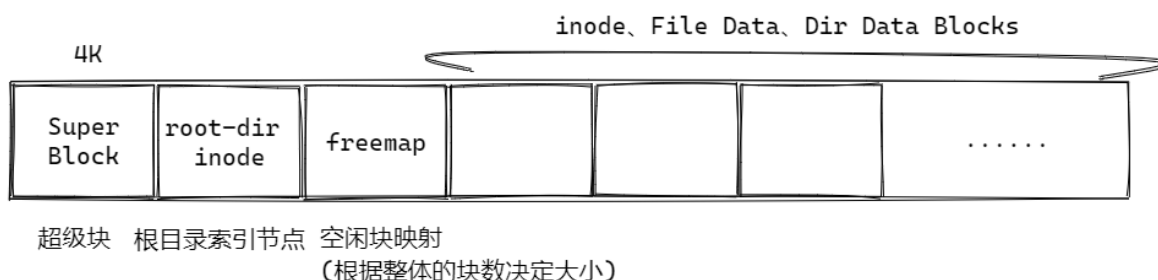 inode、File Data、Dir Data Blocks
4K
Super
Block
root-dir
inode
freemap
......
超级块
根目录索引节点
空闲块映射
(根据整体的块数决定大小)